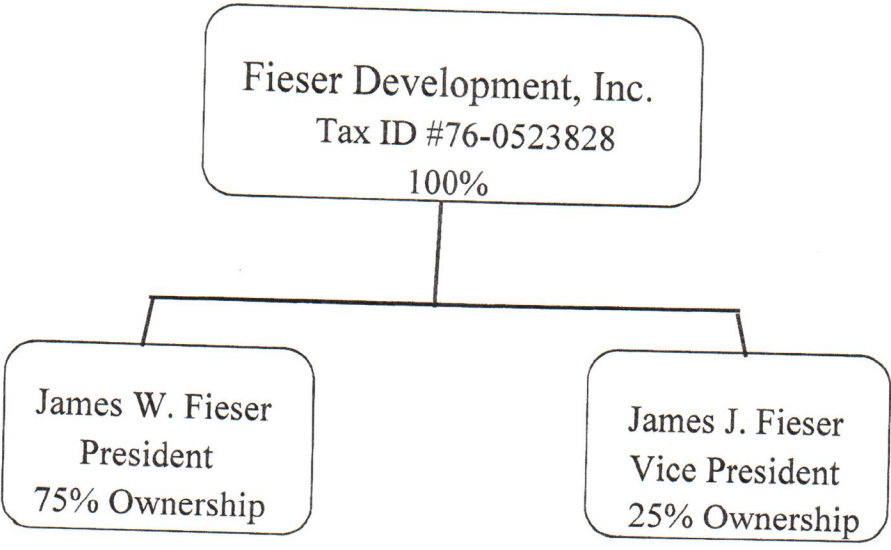 Fieser Development, Inc.
Tax ID #76-0523828
100%
James W. Fieser
President
75% Ownership
James J. Fieser
Vice President
25% Ownership